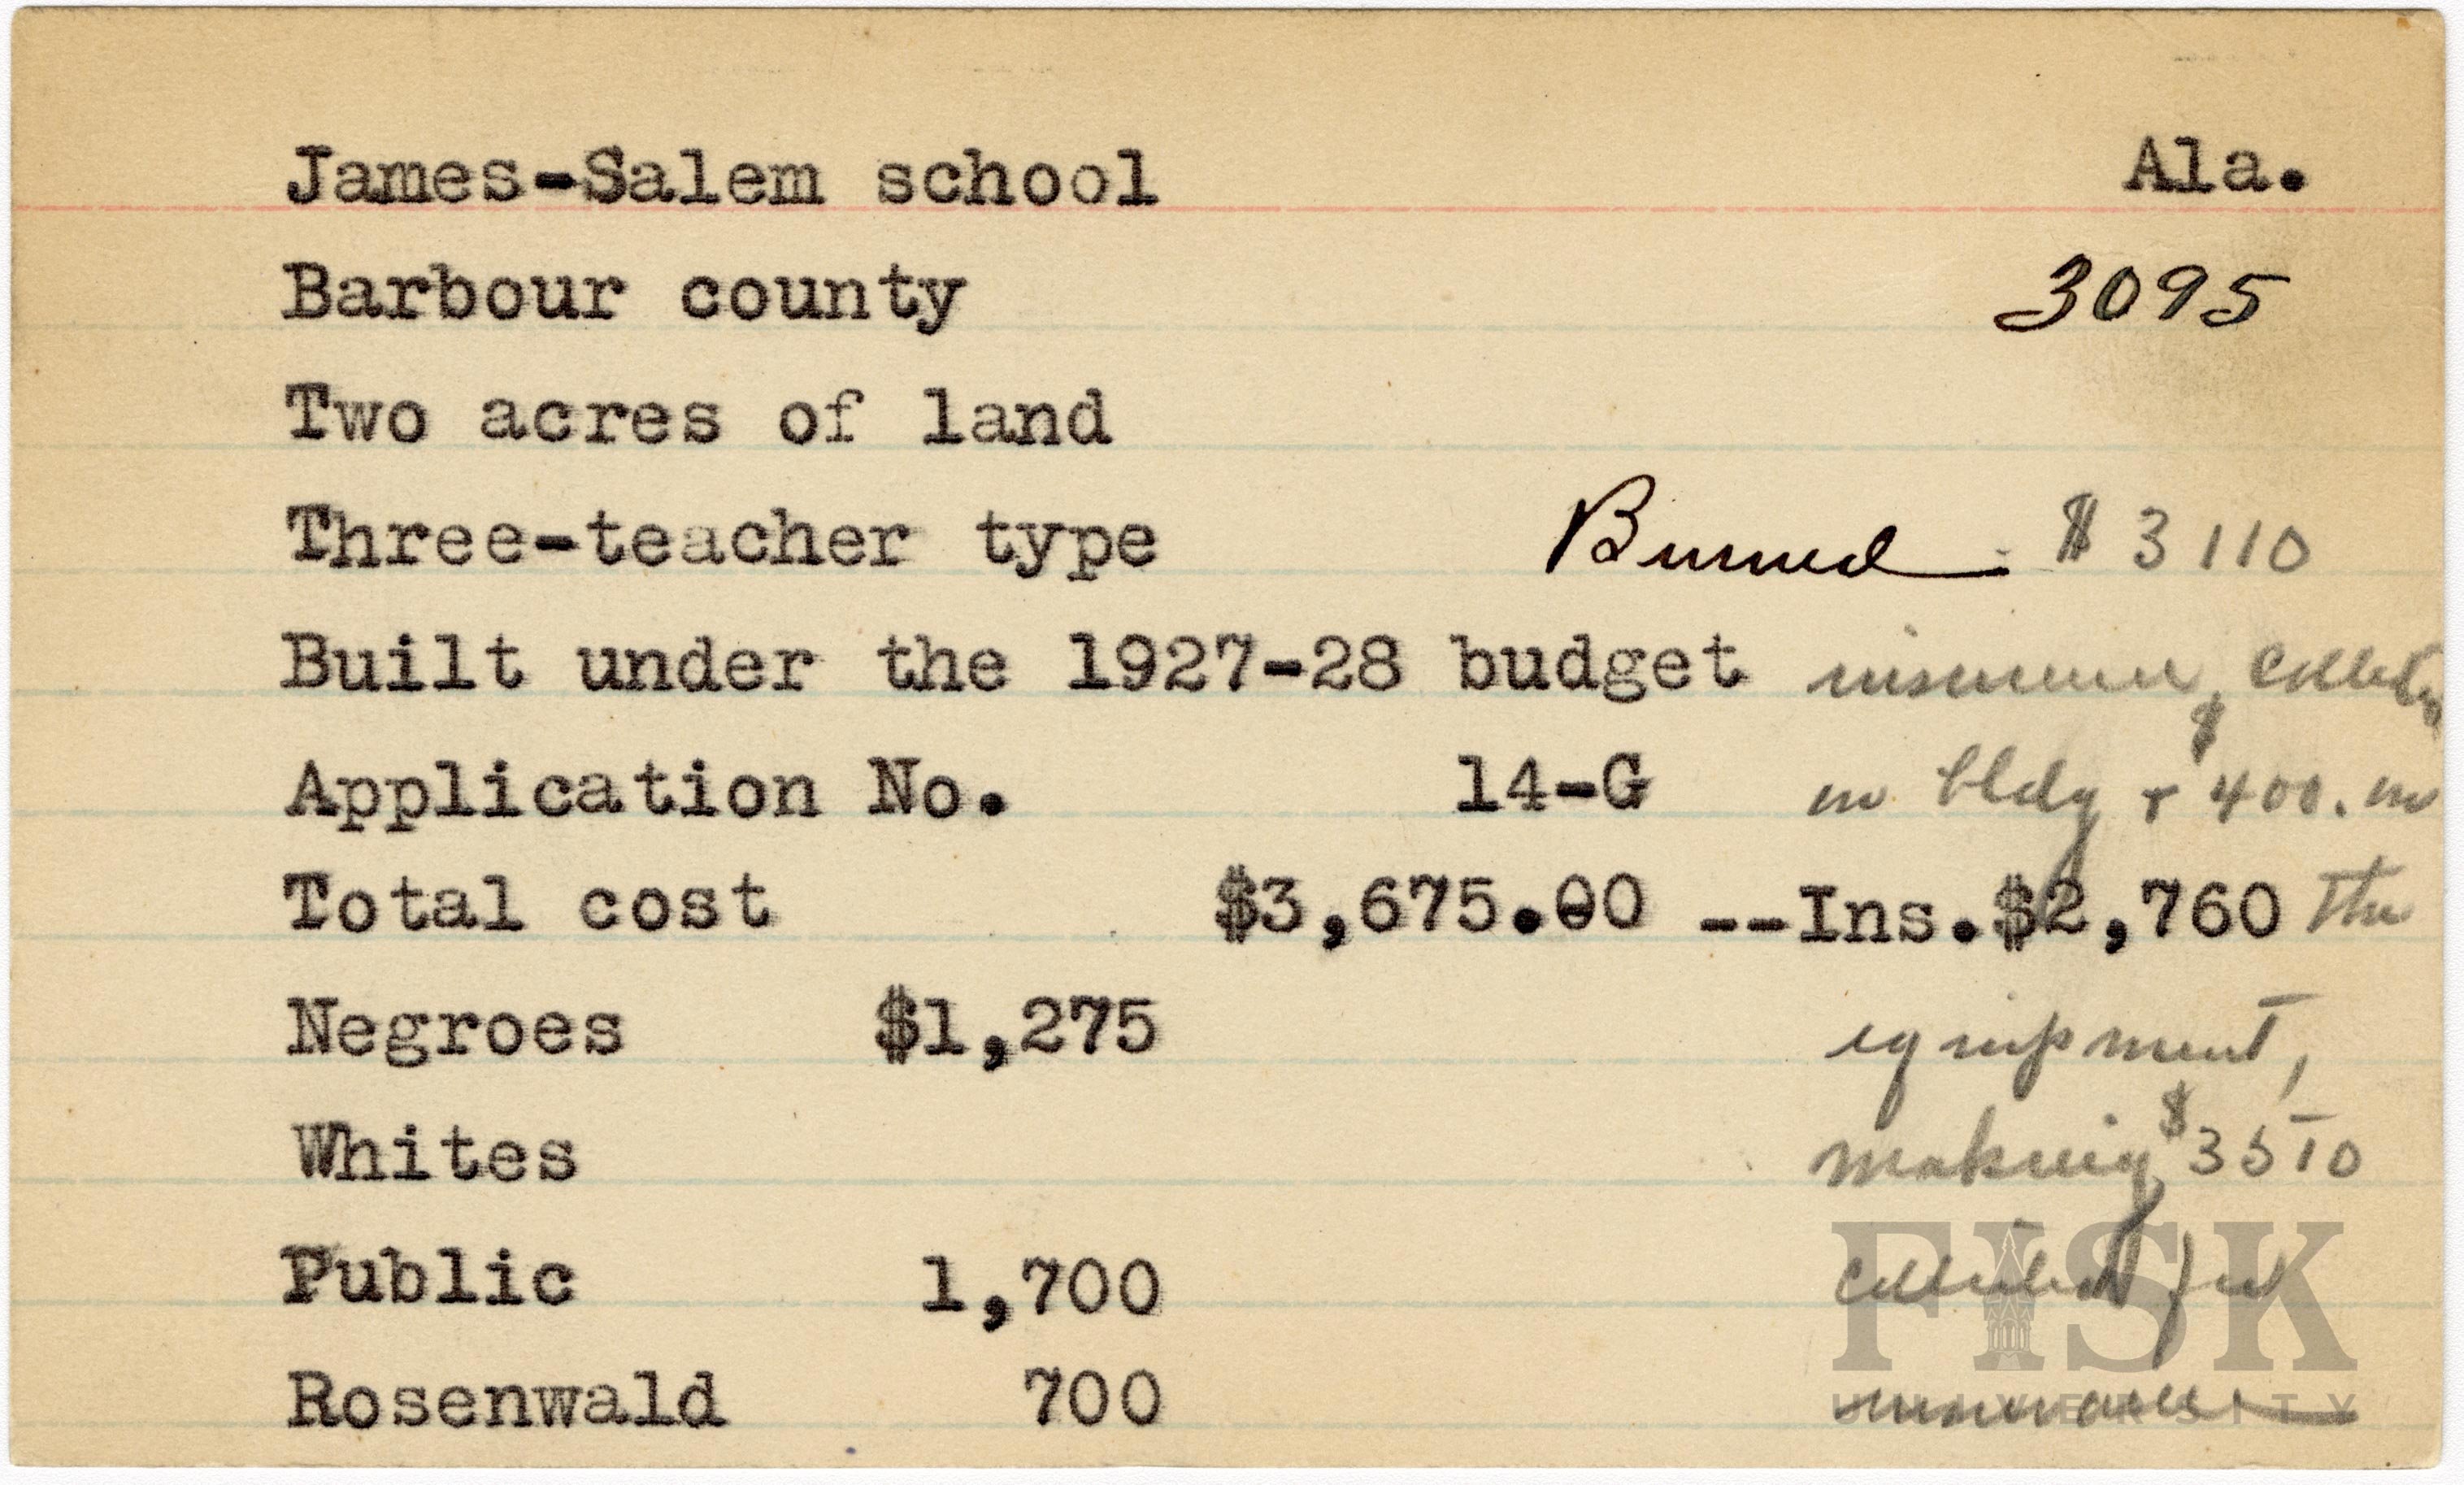 James-Salem school Ala.
Barbour county 3095
Two acres of land
Three-teacher type Burned $3110
Built under the 1927-28 budget insurance collected
Application No. 14-G on bldg + $400. on
Total cost $3,675.00 --Ins.$2,760 the
Negroes $1,275 equipment,
Whites making $3510
Public 1,700 collected for
Rosenwald 700 insurance
FISK
UNIVERSITY